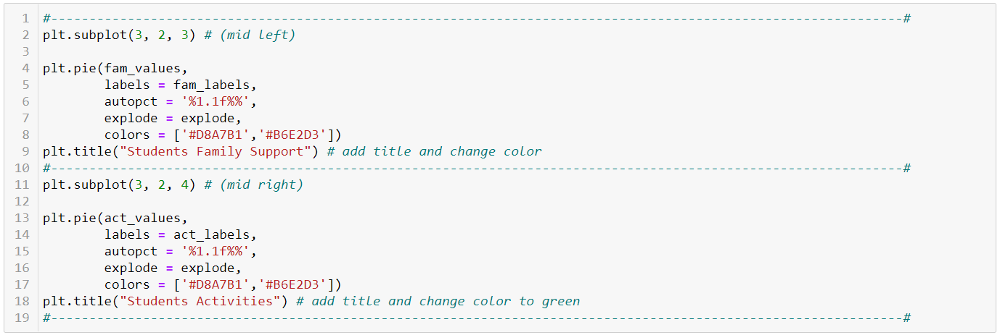 1 #---------------------------------------------------------------------------------------------------------------#
2 plt.subplot(3, 2, 3) # (mid left)
3
4 plt.pie(fam_values,
5         labels = fam_labels,
6         autopct = '%1.1f%%',
7         explode = explode,
8         colors = ['#D8A7B1','#B6E2D3'])
9 plt.title("Students Family Support") # add title and change color
10 #---------------------------------------------------------------------------------------------------------------#
11 plt.subplot(3, 2, 4) # (mid right)
12
13 plt.pie(act_values,
14         labels = act_labels,
15         autopct = '%1.1f%%',
16         explode = explode,
17         colors = ['#D8A7B1','#B6E2D3'])
18 plt.title("Students Activities") # add title and change color to green
19 #---------------------------------------------------------------------------------------------------------------#